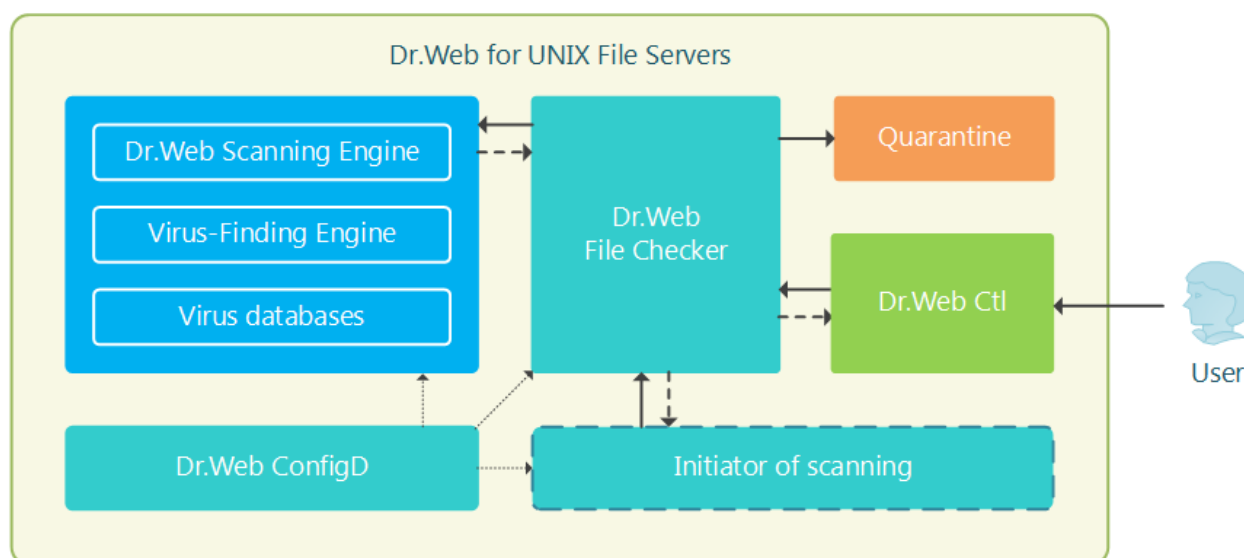 Dr.Web for UNIX File Servers
Dr.Web Scanning Engine
Virus-Finding Engine
Virus databases
Dr.Web
File Checker
Quarantine
Dr.Web Ctl
User
Dr.Web ConfigD
Initiator of scanning